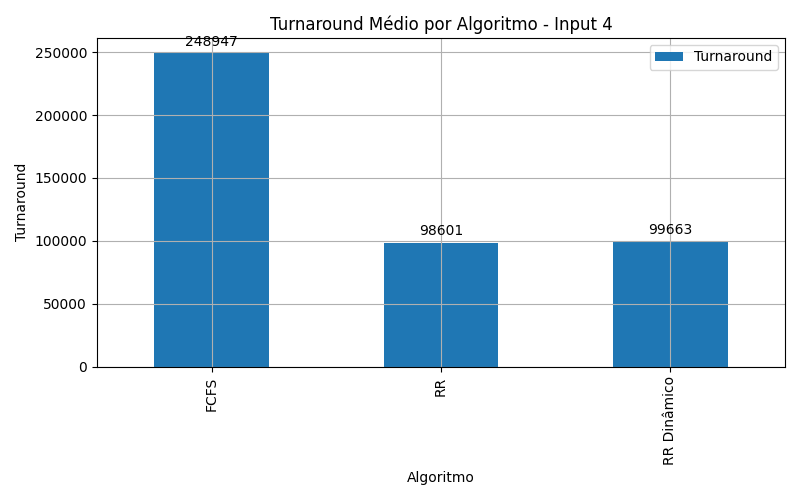 Turnaround Médio por Algoritmo - Input 4
Turnaround
248947
98601
99663
250000
200000
150000
100000
50000
0
Turnaround
FCFS
RR
RR Dinâmico
Algoritmo